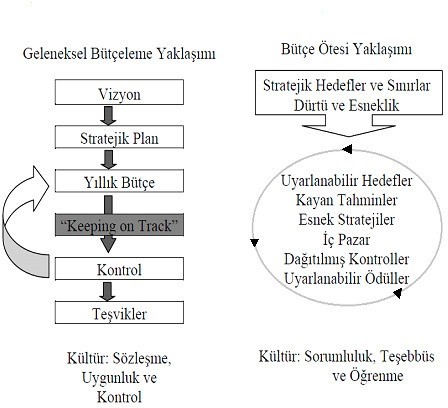 Geleneksel Bütçeleme Yaklaşımı
Vizyon
Stratejik Plan
Yıllık Bütçe
“Keeping on Track”
Kontrol
Teşvikler
Kültür: Sözleşme,
Uygunluk ve
Kontrol
Bütçe Ötesi Yaklaşımı
Stratejik Hedefler ve Sınırlar
Dürtü ve Esneklik
Uyarlanabilir Hedefler
Kayan Tahminler
Esnek Stratejiler
İç Pazar
Dağıtılmış Kontroller
Uyarlanabilir Ödüller
Kültür: Sorumluluk, Teşebbüs
ve Öğrenme